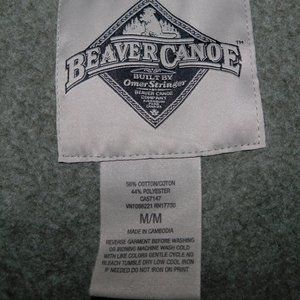 BEAVER CANOE
TM
BUILT BY
Omer Stringer
BEAVER CANOE
COMPANY
56% COTTON/COTON
44% POLYESTER
CA57147
M/M
MADE IN CAMBODIA
REVERSE GARMENT BEFORE WASHING
OR IRONING MACHINE WASH COLD
WITH LIKE COLORS GENTLE CYCLE NO
BLEACH TUMBLE DRY LOW COOL IRON
IF NEEDED DO NOT IRON ON PRINT